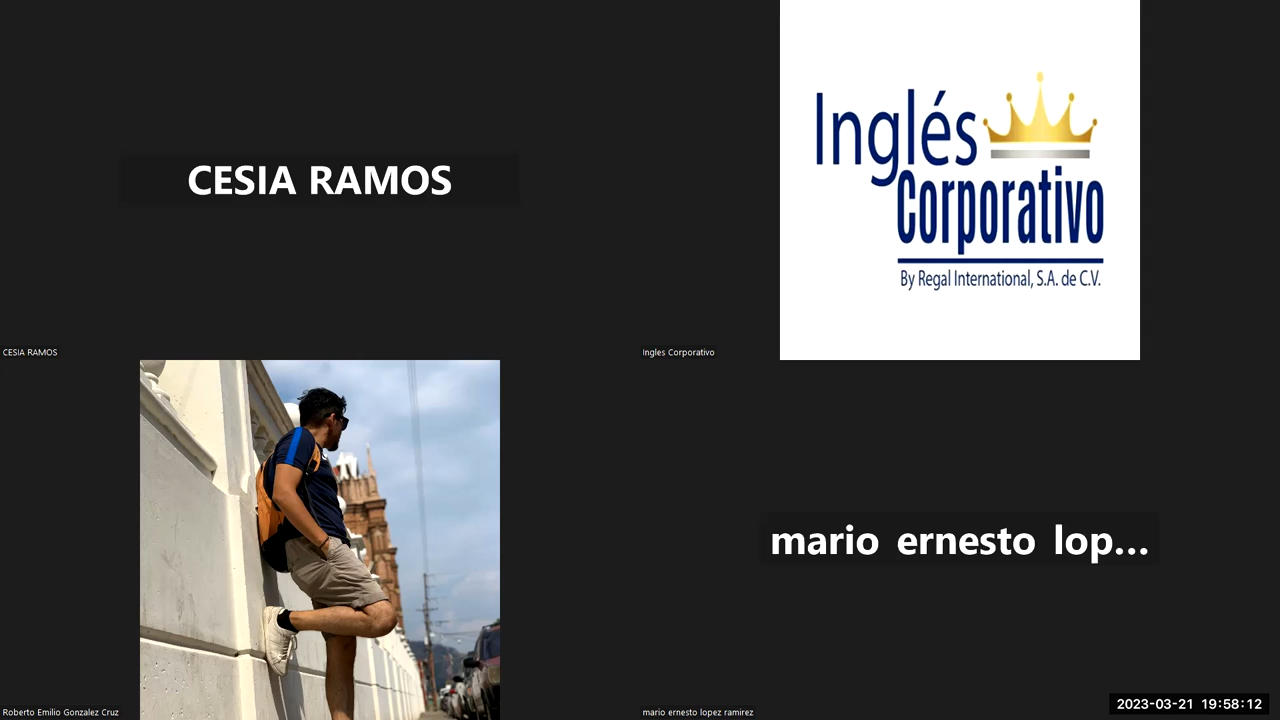 CESIA RAMOS
CESIA RAMOS
Inglés
Corporativo
By Regal International, S.A. de C.V.
Ingles Corporativo
Roberto Emilio Gonzalez Cruz
mario ernesto lop...
mario ernesto lopez ramirez
2023-03-21 19:58:12